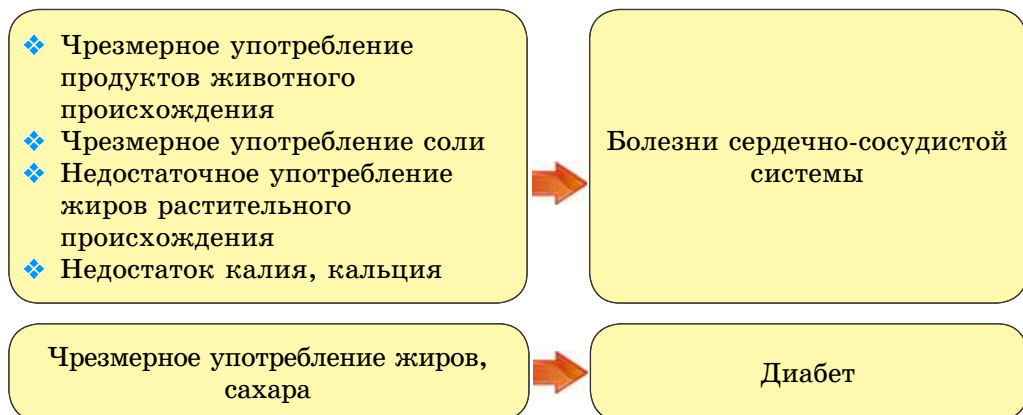 Чрезмерное употребление
продуктов животного
происхождения
Чрезмерное употребление соли
Недостаточное употребление
жиров растительного
происхождения
Недостаток калия, кальция
Болезни сердечно-сосудистой
системы
Чрезмерное употребление жиров,
сахара
Диабет